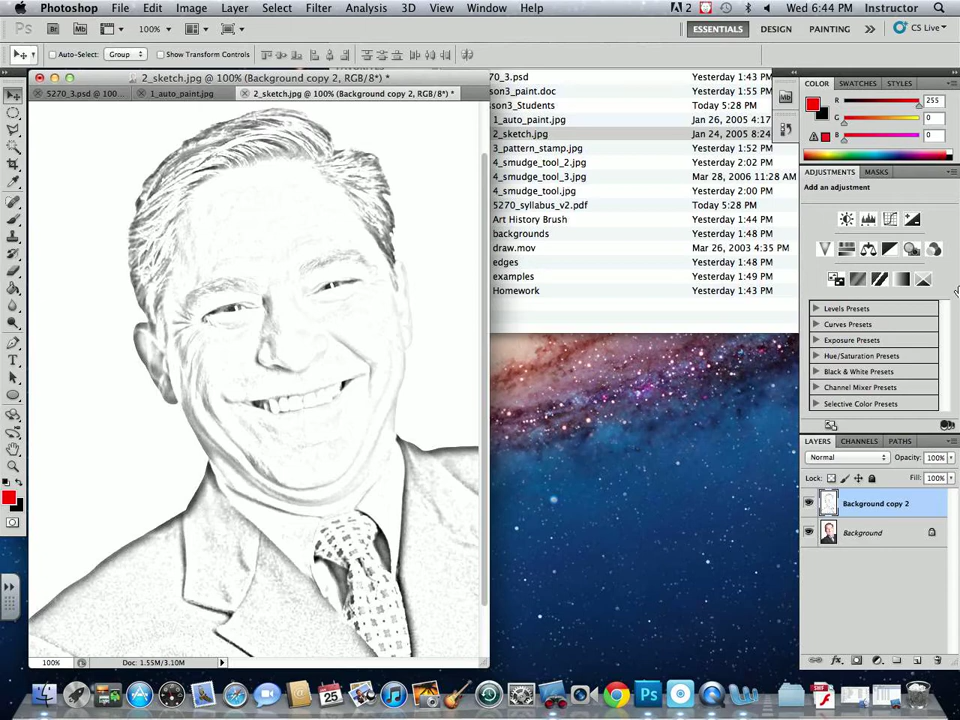 Photoshop File Edit Image Layer Select Filter Analysis 3D View Window Help 2 Wed 6:44 PM Instructor
Ps Br Mb 100% ESSENTIALS DESIGN PAINTING CS Live
Auto-Select: Group Show Transform Controls
2_sketch.jpg @ 100% (Background copy 2, RGB/8*) *
5270_3.psd @ 100... 1_auto_paint.jpg 2_sketch.jpg @ 100% (Background copy 2, RGB/8*) *
70_3.psd Yesterday 1:43 PM
son3_paint.doc Yesterday 1:55 PM
son3_Students Today 5:28 PM
1_auto_paint.jpg Jan 26, 2005 4:17
2_sketch.jpg Jan 24, 2005 8:24
3_pattern_stamp.jpg Yesterday 1:52 PM
4_smudge_tool_2.jpg Yesterday 2:02 PM
4_smudge_tool_3.jpg Mar 28, 2006 11:28 AM
4_smudge_tool.jpg Yesterday 2:00 PM
5270_syllabus_v2.pdf Today 5:28 PM
Art History Brush Yesterday 1:49 PM
backgrounds Yesterday 1:48 PM
draw.mov Mar 26, 2003 4:35 PM
edges Yesterday 1:48 PM
examples Yesterday 1:49 PM
Homework Yesterday 1:43 PM
Mb
COLOR SWATCHES STYLES
R 255
G 0
B 0
ADJUSTMENTS MASKS
Add an adjustment
Levels Presets
Curves Presets
Exposure Presets
Hue/Saturation Presets
Black & White Presets
Channel Mixer Presets
Selective Color Presets
LAYERS CHANNELS PATHS
Normal Opacity: 100%
Lock: Fill: 100%
Background copy 2
Background
fx
100% Doc: 1.55M/3.10M
25 Ps